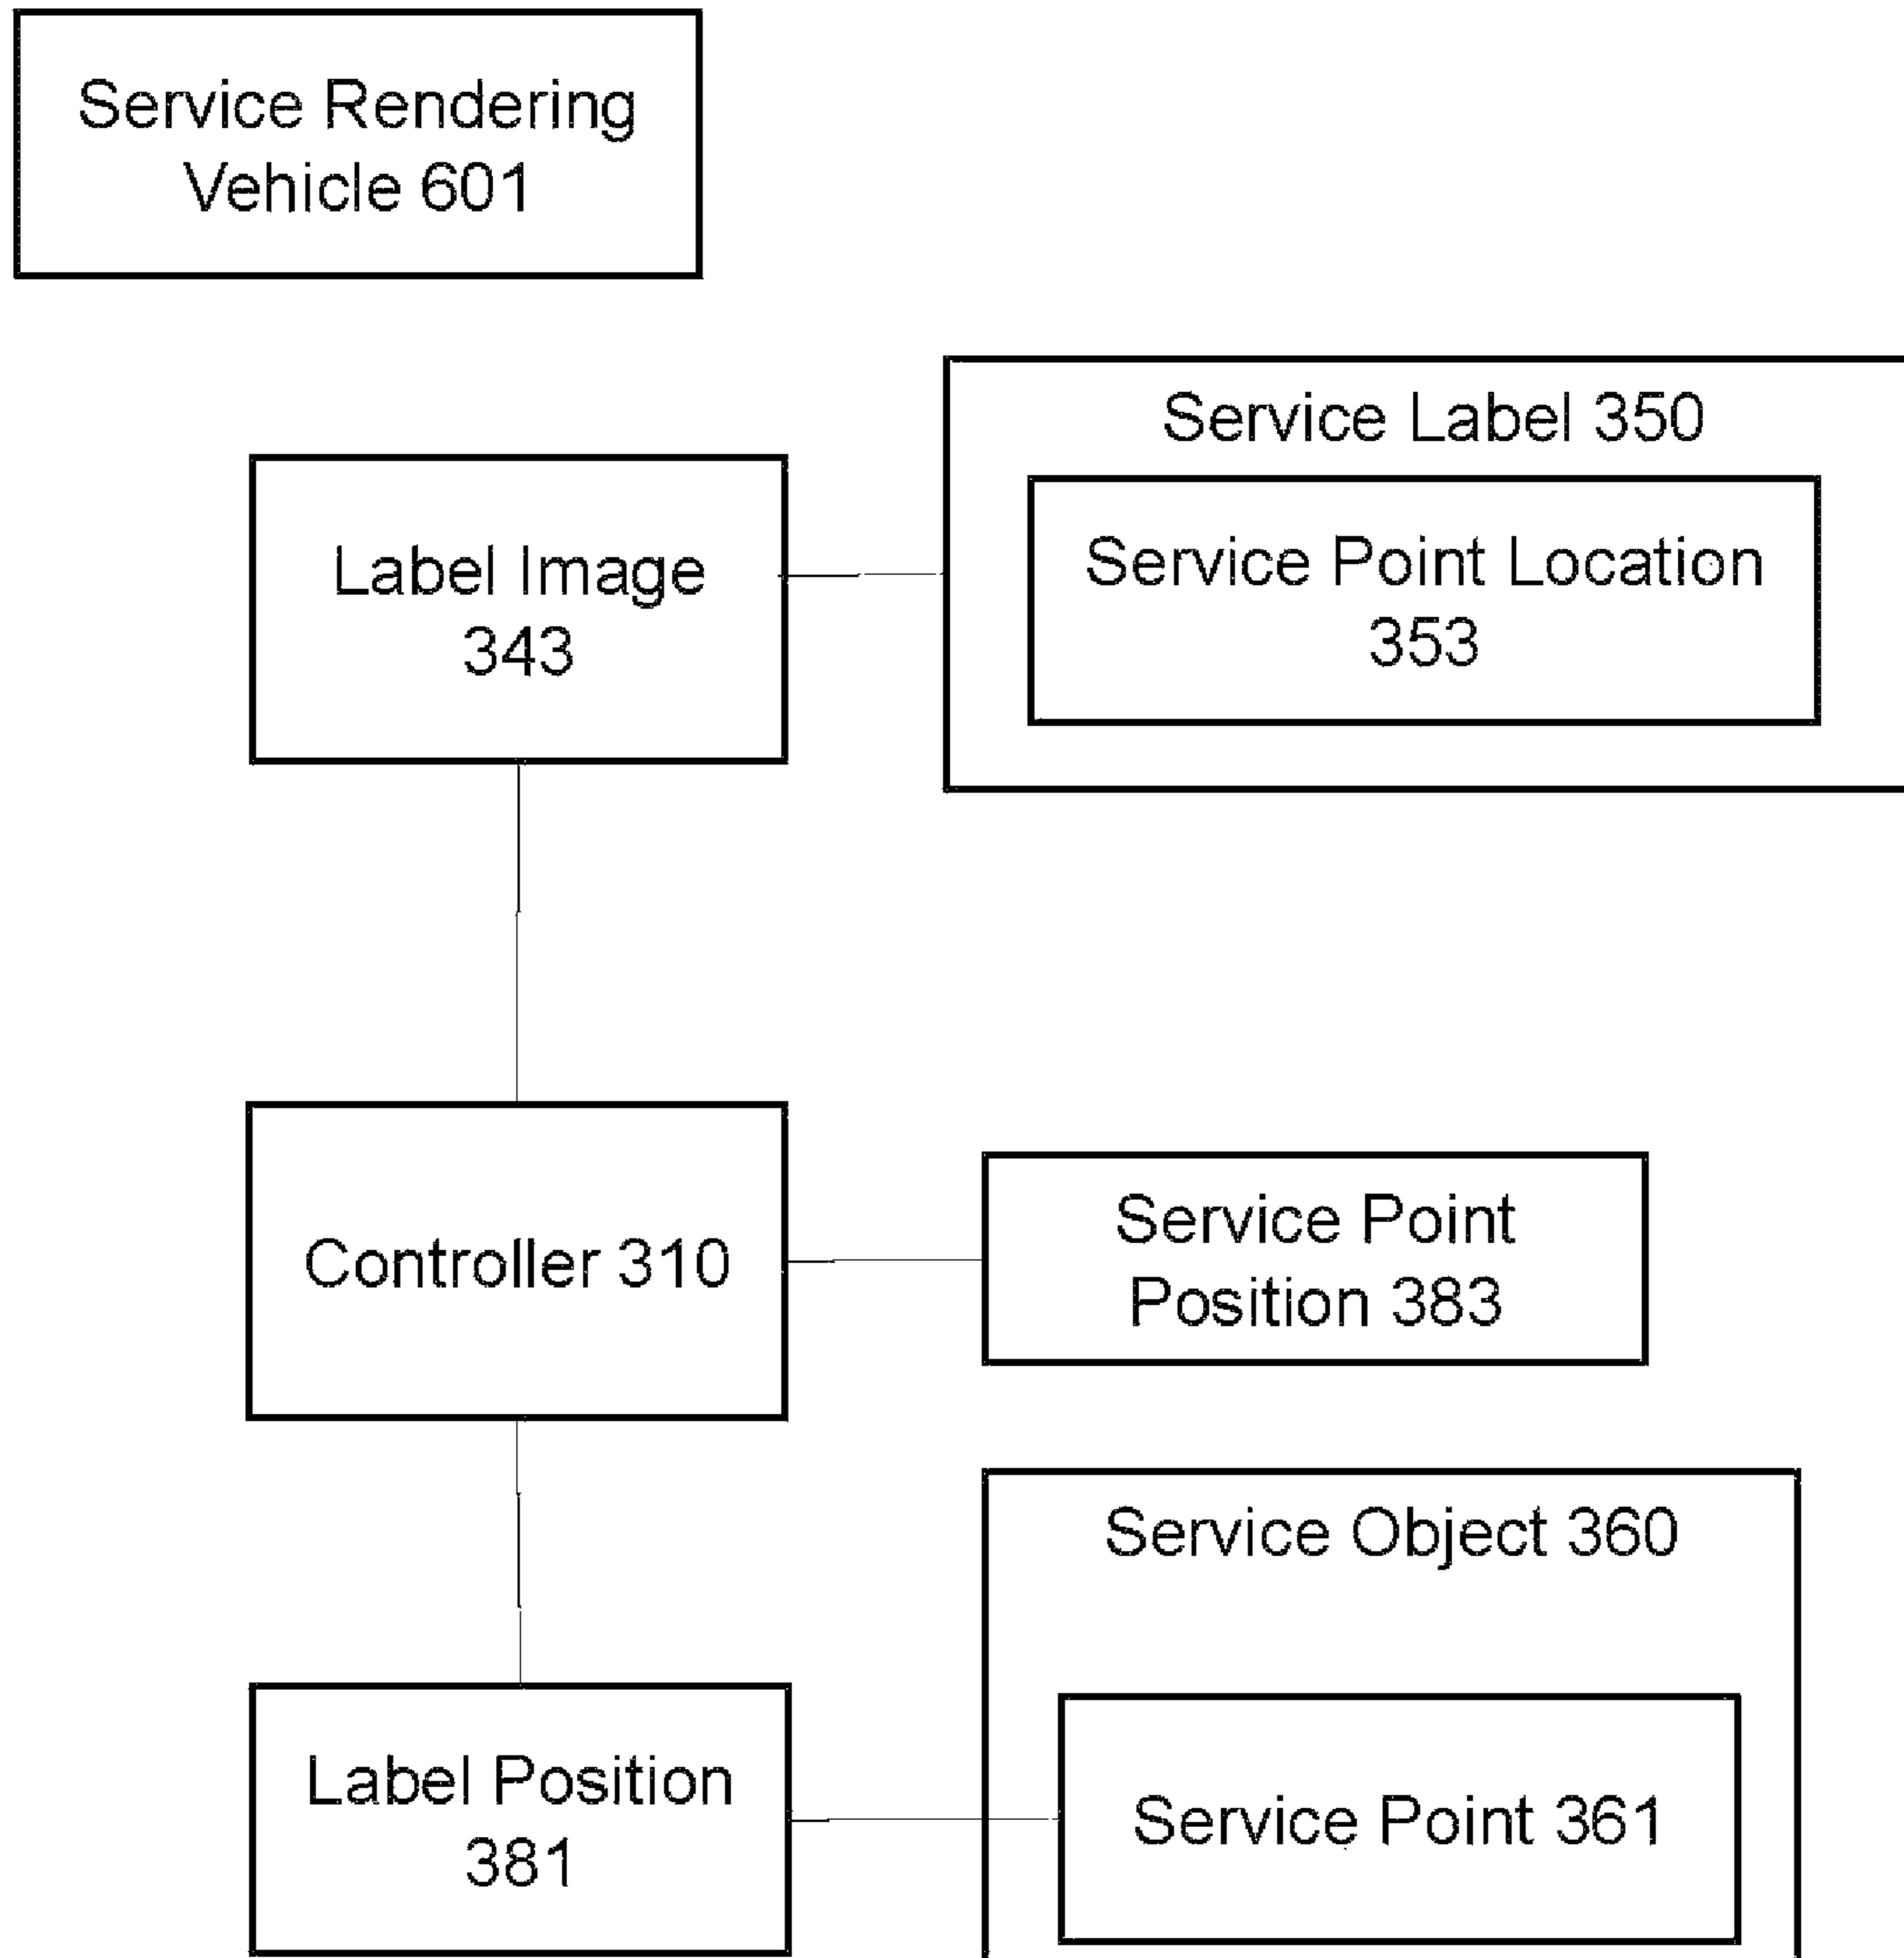 Service Rendering
Vehicle 601
Service Label 350
Label Image
343
Service Point Location
353
Controller 310
Service Point
Position 383
Service Object 360
Label Position
381
Service Point 361